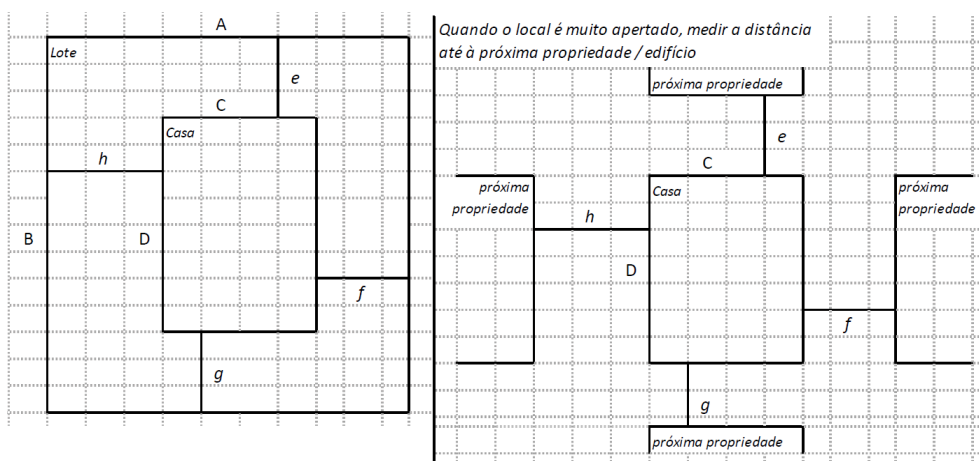 A
Lote
e
C
Casa
h
B
D
f
g
Quando o local é muito apertado, medir a distância
até à próxima propriedade / edifício
próxima propriedade
e
C
próxima
propriedade
Casa
próxima
propriedade
h
D
f
g
próxima propriedade